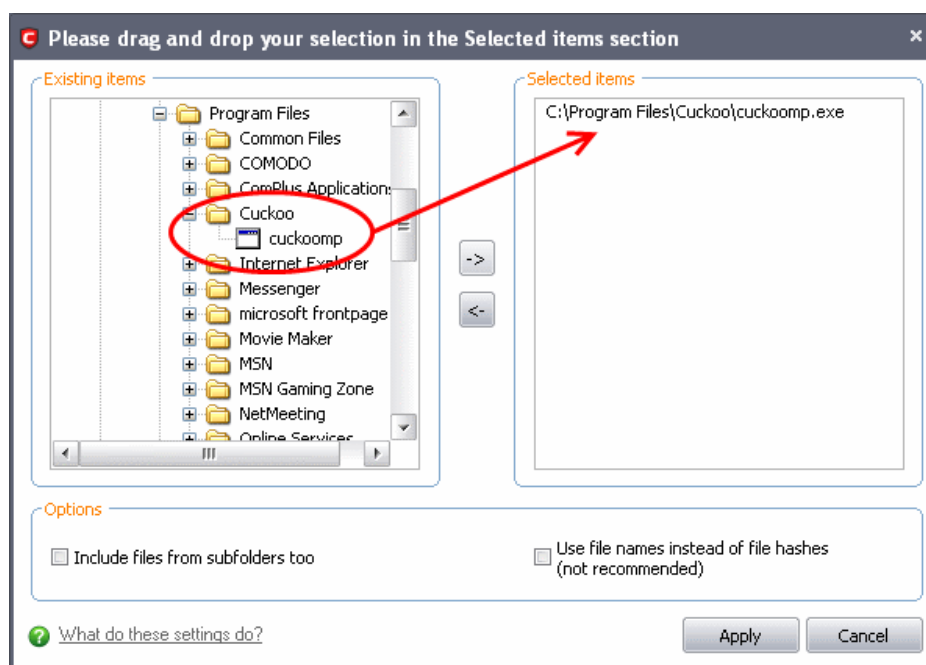 Please drag and drop your selection in the Selected items section
Existing items
Program Files
Common Files
COMODO
ComPlus Application
Cuckoo
cuckoomp
Internet Explorer
Messenger
microsoft frontpage
Movie Maker
MSN
MSN Gaming Zone
NetMeeting
Online Services
->
<-
Selected items
C:\Program Files\Cuckoo\cuckoomp.exe
Options
Include files from subfolders too
Use file names instead of file hashes
(not recommended)
What do these settings do?
Apply
Cancel